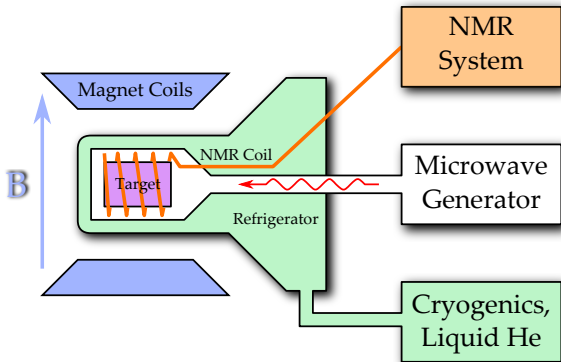 NMR
System
Magnet Coils
B
NMR Coil
Target
Microwave
Generator
Refrigerator
Cryogenics,
Liquid He